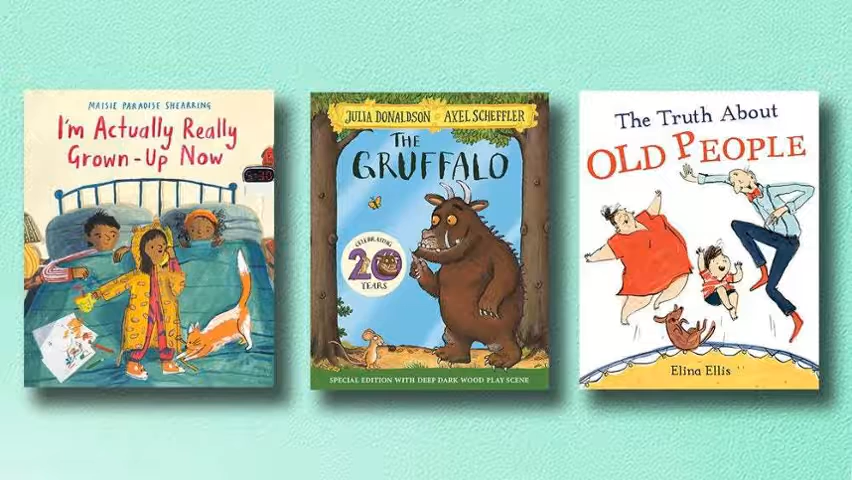 MAISIE PARADISE SHEARRING
I'm Actually Really
Grown-Up Now
JULIA DONALDSON AXEL SCHEFFLER
THE
GRUFFALO
CELEBRATING
20
YEARS
SPECIAL EDITION WITH DEEP DARK WOOD PLAY SCENE
The Truth About
OLD PEOPLE
Elina Ellis